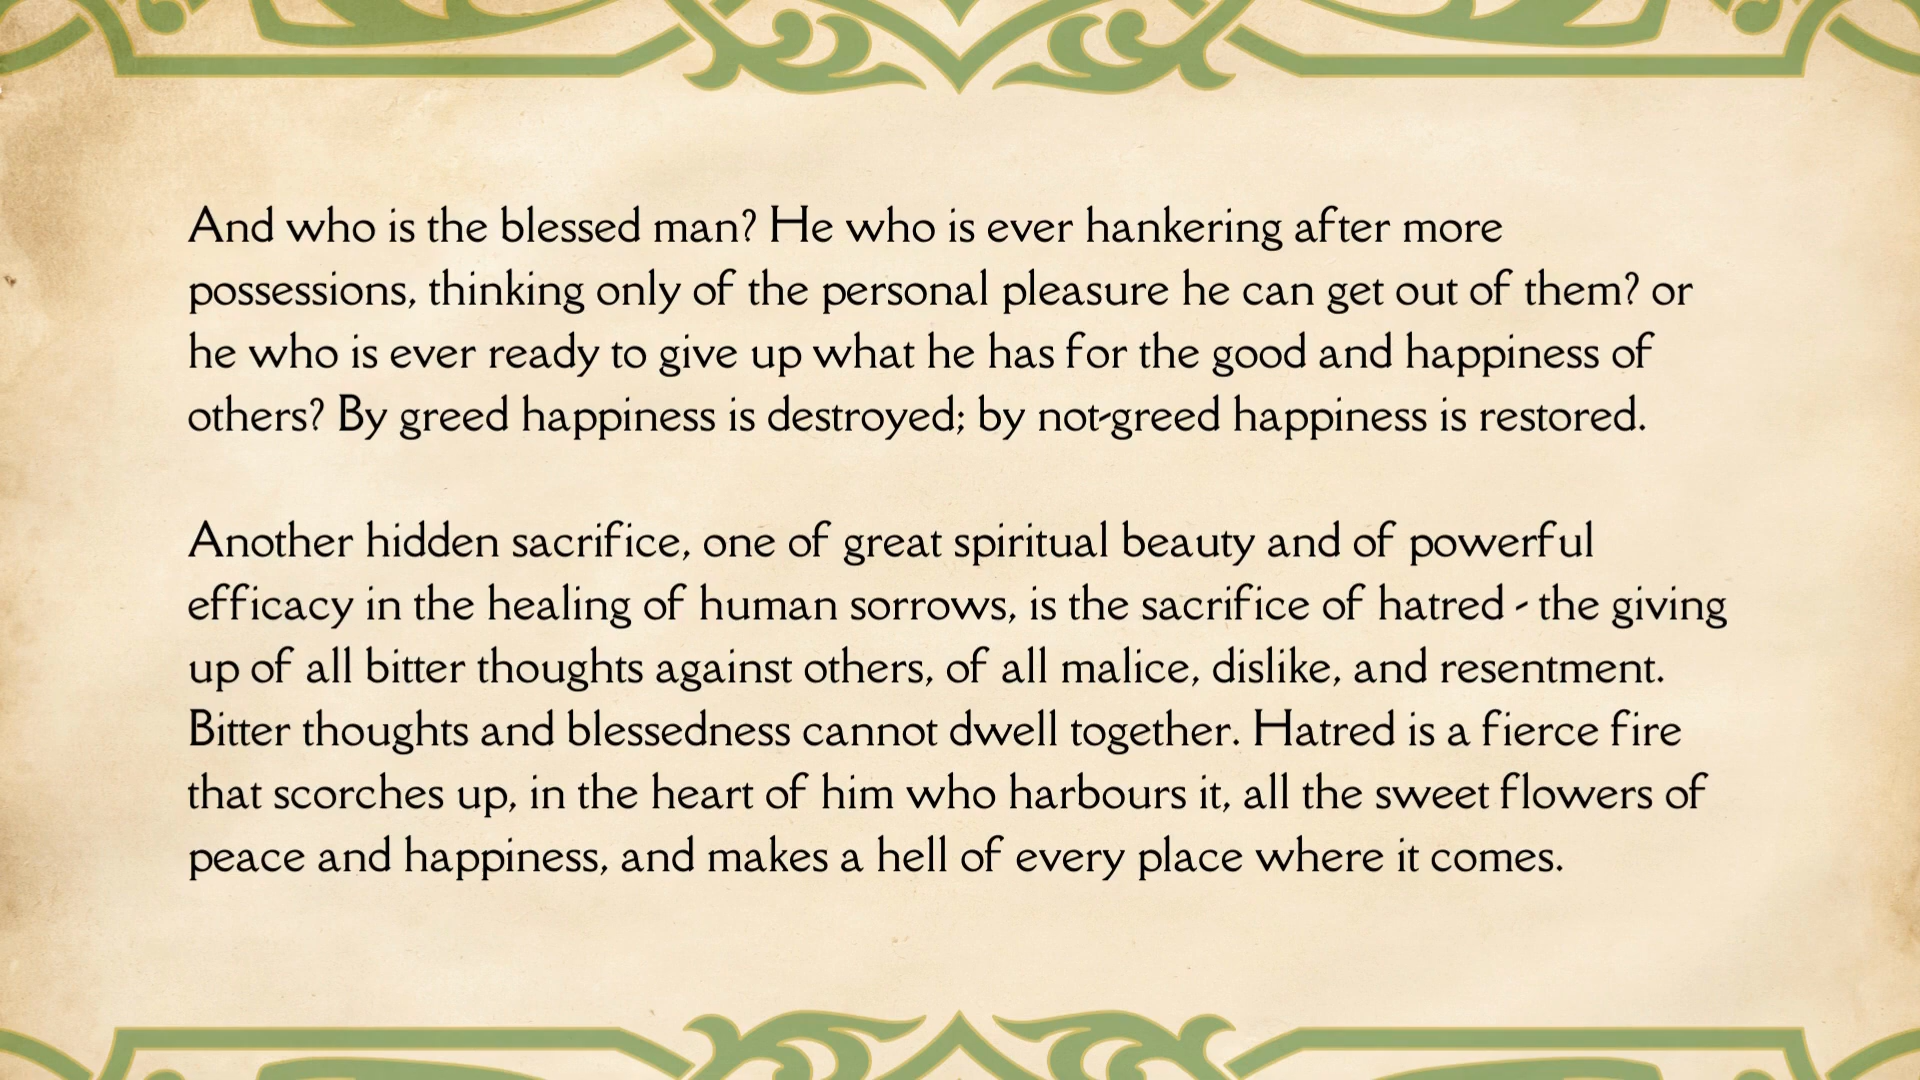 And who is the blessed man? He who is ever hankering after more
possessions, thinking only of the personal pleasure he can get out of them? or
he who is ever ready to give up what he has for the good and happiness of
others? By greed happiness is destroyed; by not-greed happiness is restored.
Another hidden sacrifice, one of great spiritual beauty and of powerful
efficacy in the healing of human sorrows, is the sacrifice of hatred - the giving
up of all bitter thoughts against others, of all malice, dislike, and resentment.
Bitter thoughts and blessedness cannot dwell together. Hatred is a fierce fire
that scorches up, in the heart of him who harbours it, all the sweet flowers of
peace and happiness, and makes a hell of every place where it comes.